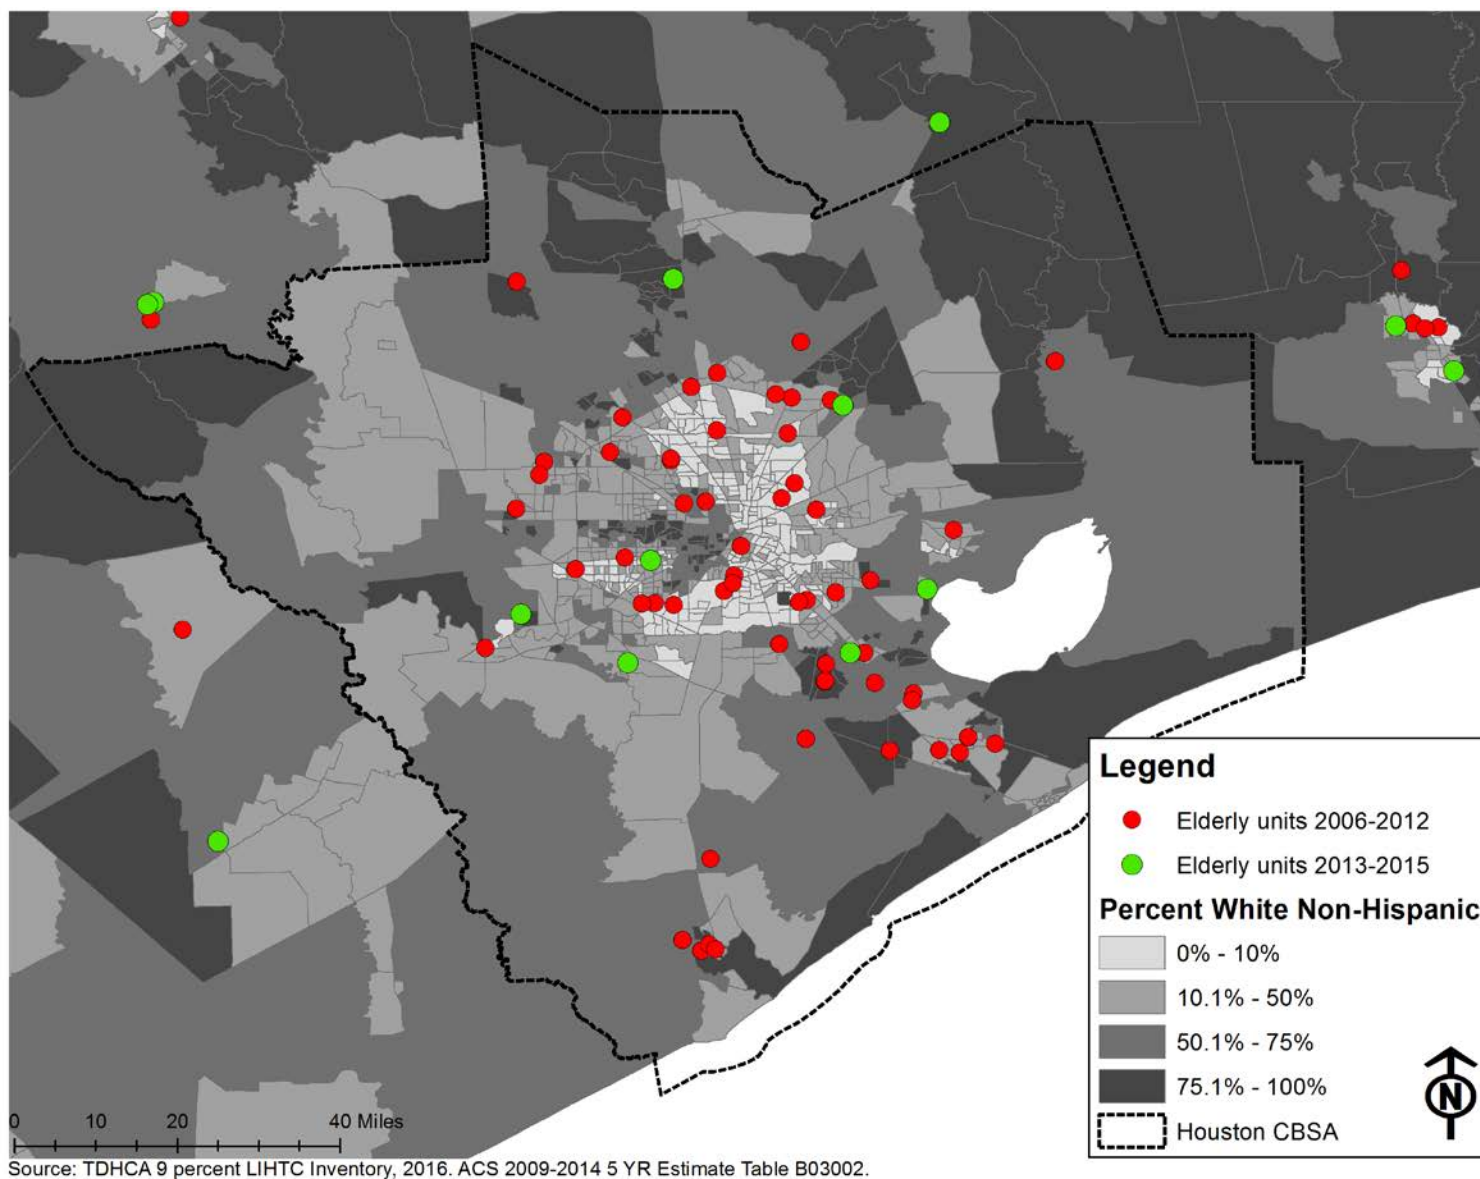 Legend
Elderly units 2006-2012
Elderly units 2013-2015
Percent White Non-Hispanic
0% - 10%
10.1% - 50%
50.1% - 75%
75.1% - 100%
Houston CBSA
N
0 10 20 40 Miles
Source: TDHCA 9 percent LIHTC Inventory, 2016. ACS 2009-2014 5 YR Estimate Table B03002.